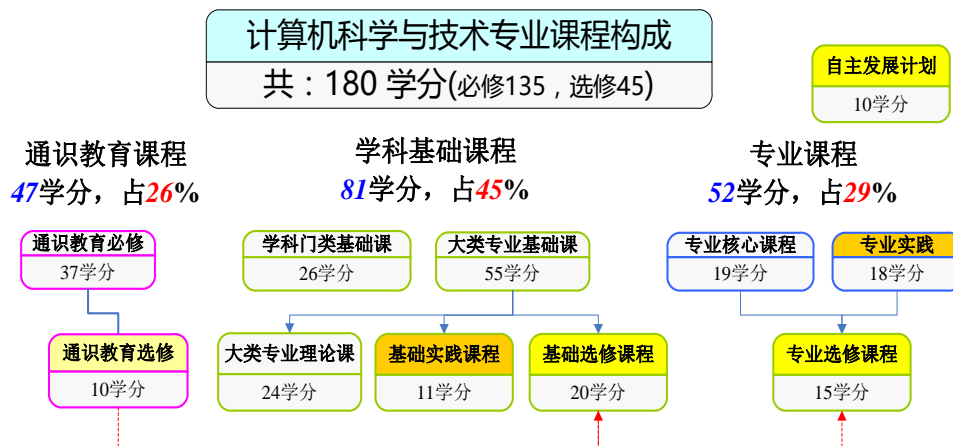 计算机科学与技术专业课程构成
共：180 学分(必修135，选修45)
自主发展计划
10学分
通识教育课程
47学分，占26%
学科基础课程
81学分，占45%
专业课程
52学分，占29%
通识教育必修
37学分
学科门类基础课
26学分
大类专业基础课
55学分
专业核心课程
19学分
专业实践
18学分
通识教育选修
10学分
大类专业理论课
24学分
基础实践课程
11学分
基础选修课程
20学分
专业选修课程
15学分